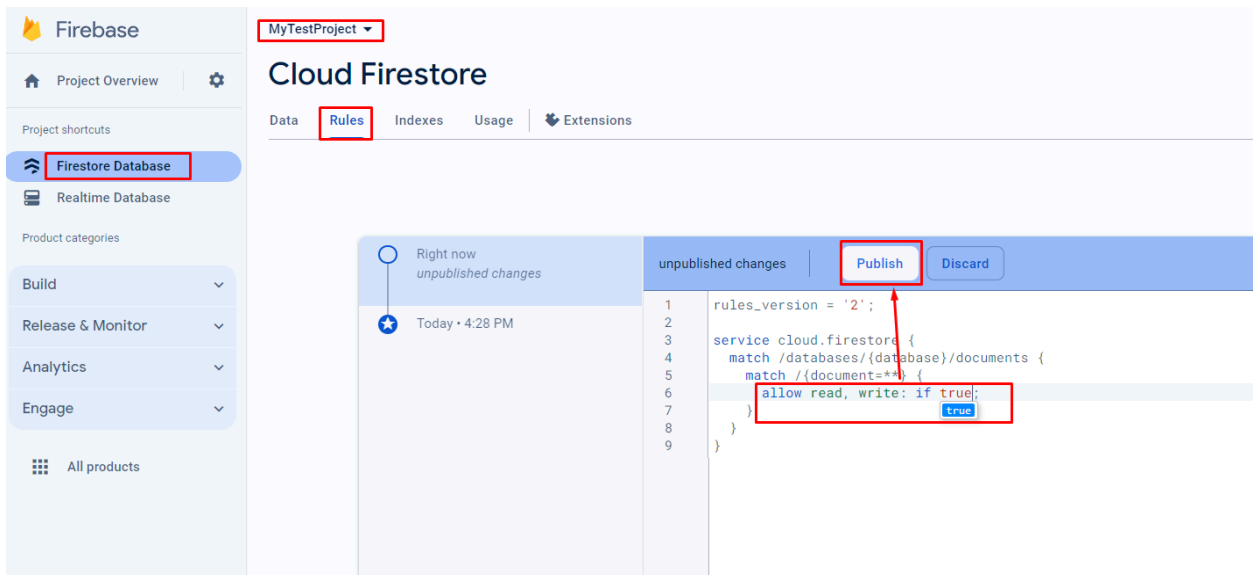 Firebase
Project Overview
Project shortcuts
Firestore Database
Realtime Database
Product categories
Build
Release & Monitor
Analytics
Engage
All products
MyTestProject
Cloud Firestore
Data Rules Indexes Usage Extensions
Right now
unpublished changes
Today • 4:28 PM
unpublished changes Publish Discard
1 rules_version = '2';
2
3 service cloud.firestore {
4 match /databases/{database}/documents {
5 match /{document=**} {
6 allow read, write: if true;
7 }
true
8 }
9 }